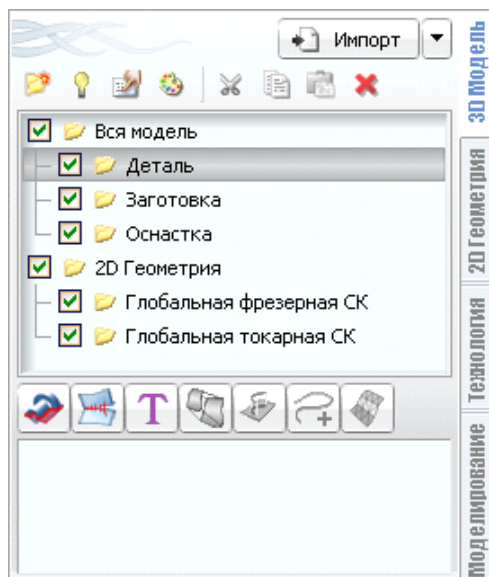 Импорт
Вся модель
Деталь
Заготовка
Оснастка
2D Геометрия
Глобальная фрезерная СК
Глобальная токарная СК
T
3D Модель
2D Геометрия
Технология
Моделирование